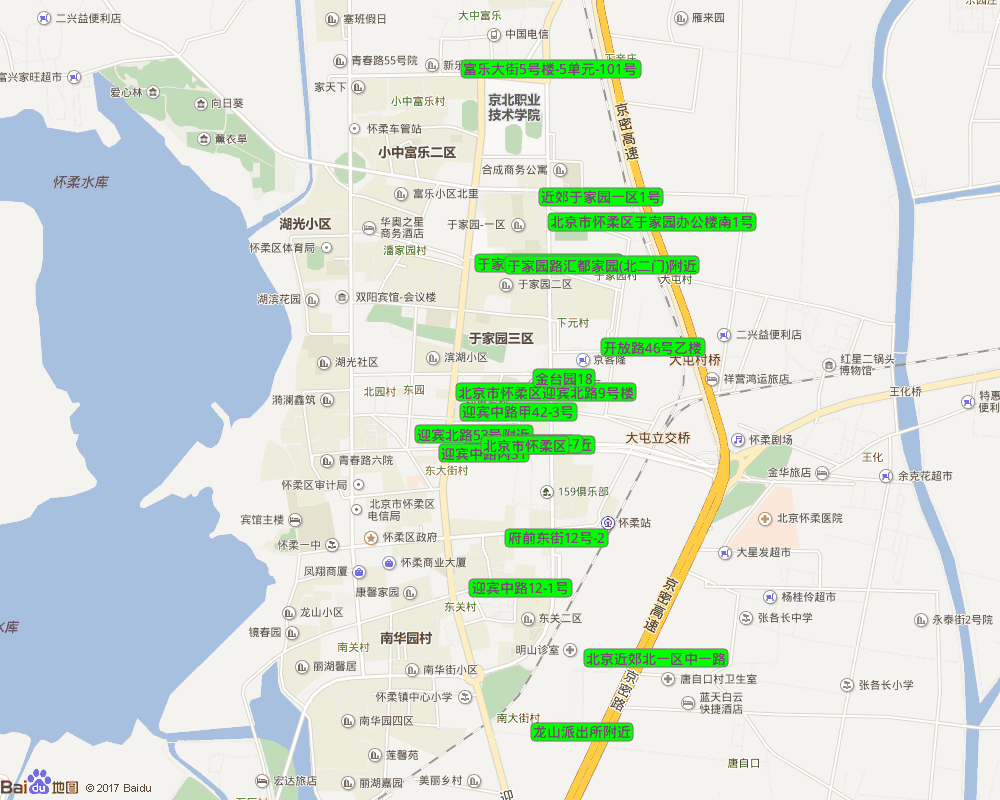 二兴益便利店
塞班假日
大中富乐
雁来园
中国电信
下辛庄
青春路55号院
富兴家旺超市
富乐大街5号楼-5单元-101号
家天下
爱心林
向日葵
小中富乐村
京北职业
技术学院
京密高速
怀柔车管站
薰衣草
小中富乐二区
合成商务公寓
怀柔水库
富乐小区北里
近郊于家园一区1号
湖光小区
华奥之星
商务酒店
于家园-一区
北京市怀柔区于家园办公楼南1号
怀柔区体育局
潘家园村
于家园路汇都家园(北二门)附近
于家园村
大屯村
于家园二区
湖滨花园
双阳宾馆-会议楼
下元村
于家园三区
二兴益便利店
开放路46号乙楼
滨湖小区
京客隆
大屯村桥
湖光社区
红星二锅头
博物馆
金台园18
祥营鸿运旅店
北园村
东园
北京市怀柔区迎宾北路9号楼
王化桥
漪澜鑫筑
迎宾中路甲42-3号
特惠
便利
迎宾北路53号附近
大屯立交桥
怀柔剧场
北京市怀柔区-7丘
迎宾中路丙31
青春路六院
东大街村
王化
金华旅店
余克花超市
怀柔区审计局
159俱乐部
北京市怀柔区
电信局
宾馆主楼
怀柔站
北京怀柔医院
怀柔一中
怀柔区政府
府前东街12号-2
大星发超市
怀柔商业大厦
凤翔商厦
迎宾中路12-1号
康馨家园
京密高速
杨桂伶超市
龙山小区
东关村
东关二区
张各长中学
永泰街2号院
镜春园
水库
南华园村
南关村
明山诊室
北京近郊北一区中一路
丽湖馨居
南华街小区
唐自口村卫生室
张各长小学
怀柔镇中心小学
京密路
蓝天白云
快捷酒店
南华园四区
南大街村
龙山派出所附近
莲馨苑
唐自口
宏达旅店
丽湖嘉园
美丽乡村
Bai 地图 © 2017 Baidu